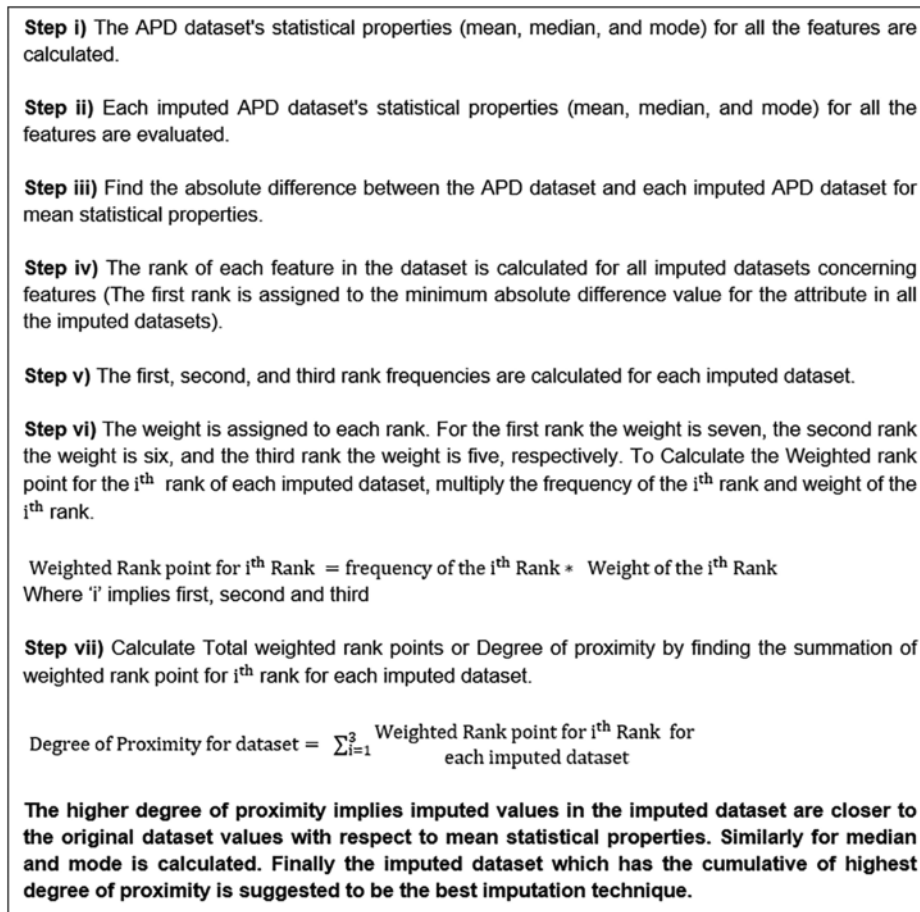 Step i) The APD dataset's statistical properties (mean, median, and mode) for all the features are
calculated.
Step ii) Each imputed APD dataset's statistical properties (mean, median, and mode) for all the
features are evaluated.
Step iii) Find the absolute difference between the APD dataset and each imputed APD dataset for
mean statistical properties.
Step iv) The rank of each feature in the dataset is calculated for all imputed datasets concerning
features (The first rank is assigned to the minimum absolute difference value for the attribute in all
the imputed datasets).
Step v) The first, second, and third rank frequencies are calculated for each imputed dataset.
Step vi) The weight is assigned to each rank. For the first rank the weight is seven, the second rank
the weight is six, and the third rank the weight is five, respectively. To Calculate the Weighted rank
point for the iᵗʰ rank of each imputed dataset, multiply the frequency of the iᵗʰ rank and weight of the
iᵗʰ rank.
Weighted Rank point for iᵗʰ Rank = frequency of the iᵗʰ Rank * Weight of the iᵗʰ Rank
Where 'i' implies first, second and third
Step vii) Calculate Total weighted rank points or Degree of proximity by finding the summation of
weighted rank point for iᵗʰ rank for each imputed dataset.
Degree of Proximity for dataset = ∑³ᵢ₌₁ Weighted Rank point for iᵗʰ Rank for
each imputed dataset
The higher degree of proximity implies imputed values in the imputed dataset are closer to
the original dataset values with respect to mean statistical properties. Similarly for median
and mode is calculated. Finally the imputed dataset which has the cumulative of highest
degree of proximity is suggested to be the best imputation technique.